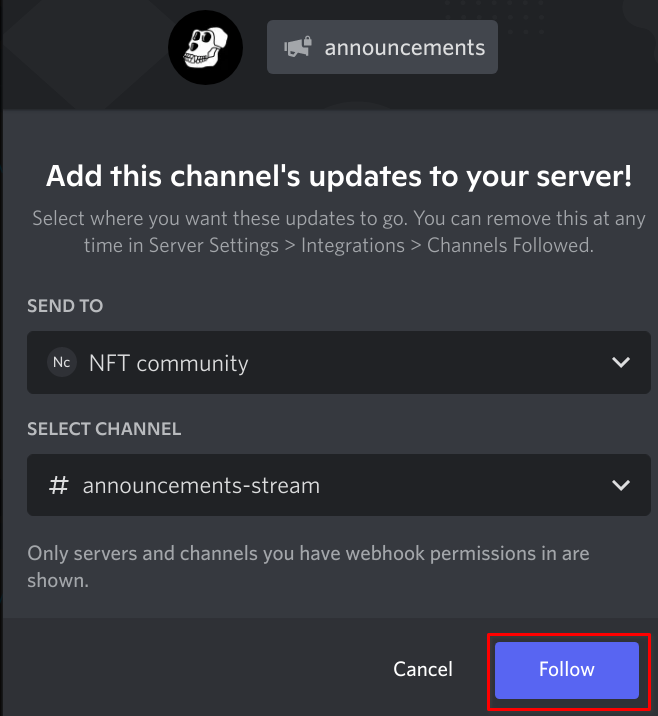 announcements
Add this channel's updates to your server!
Select where you want these updates to go. You can remove this at any
time in Server Settings > Integrations > Channels Followed.
SEND TO
Nc NFT community
SELECT CHANNEL
# announcements-stream
Only servers and channels you have webhook permissions in are
shown.
Cancel Follow